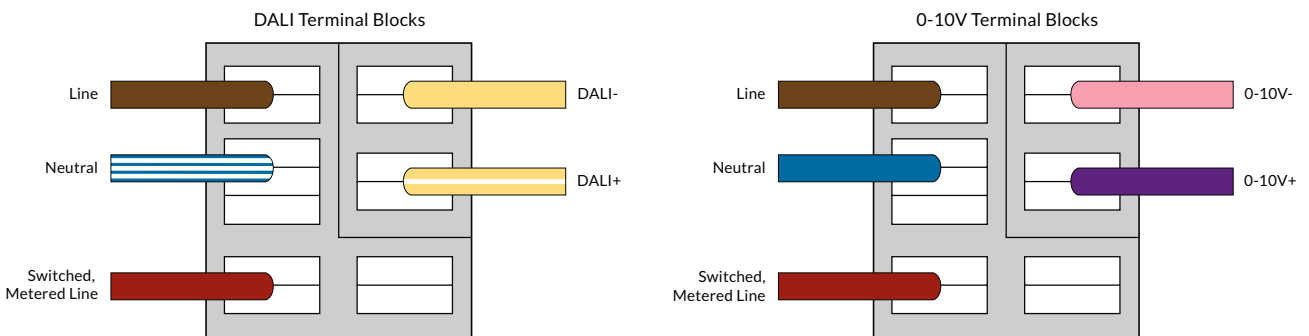 DALI Terminal Blocks
Line
DALI-
Neutral
DALI+
Switched,
Metered Line
0-10V Terminal Blocks
Line
0-10V-
Neutral
0-10V+
Switched,
Metered Line